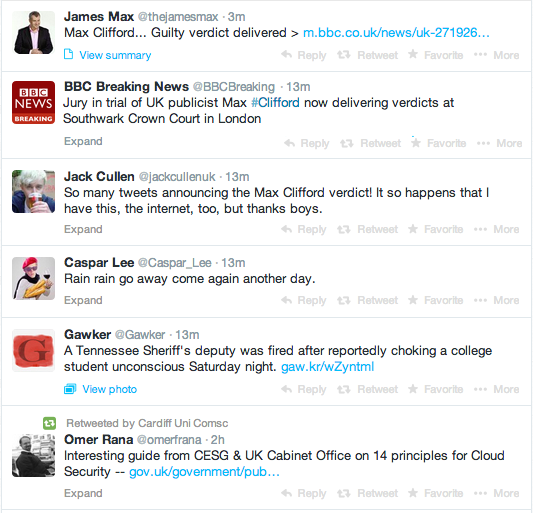 James Max @thejamesmax · 3m
Max Clifford... Guilty verdict delivered > m.bbc.co.uk/news/uk-271926...
View summary
Reply Retweet Favorite More
BBC
NEWS
BREAKING
BBC Breaking News @BBCBreaking · 13m
Jury in trial of UK publicist Max #Clifford now delivering verdicts at
Southwark Crown Court in London
Expand
Reply Retweet Favorite More
Jack Cullen @jackcullenuk · 13m
So many tweets announcing the Max Clifford verdict! It so happens that I
have this, the internet, too, but thanks boys.
Expand
Reply Retweet Favorite More
Caspar Lee @Caspar_Lee · 13m
Rain rain go away come again another day.
Expand
Reply Retweet Favorite More
G
Gawker @Gawker · 13m
A Tennessee Sheriff's deputy was fired after reportedly choking a college
student unconscious Saturday night. gaw.kr/wZyntml
View photo
Reply Retweet Favorite More
Retweeted by Cardiff Uni Comsc
Omer Rana @omerfrana · 2h
Interesting guide from CESG & UK Cabinet Office on 14 principles for Cloud
Security -- gov.uk/government/pub...
Expand
Reply Retweet Favorite More